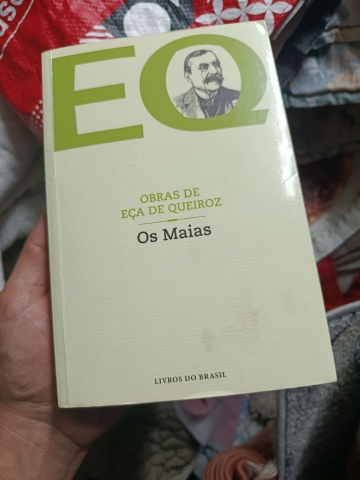 EQ
OBRAS DE
EÇA DE QUEIROZ
Os Maias
LIVROS DO BRASIL